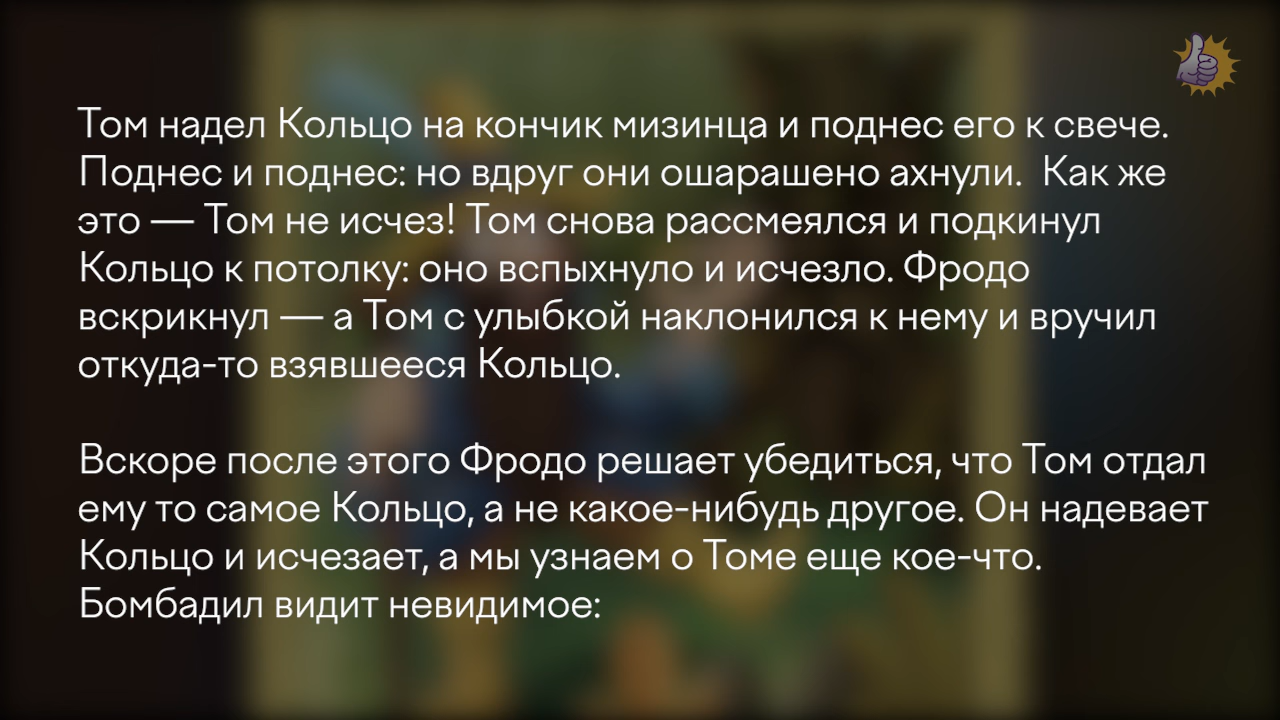 Том надел Кольцо на кончик мизинца и поднес его к свече.
Поднес и поднес: но вдруг они ошарашено ахнули.  Как же
это — Том не исчез! Том снова рассмеялся и подкинул
Кольцо к потолку: оно вспыхнуло и исчезло. Фродо
вскрикнул — а Том с улыбкой наклонился к нему и вручил
откуда-то взявшееся Кольцо.

Вскоре после этого Фродо решает убедиться, что Том отдал
ему то самое Кольцо, а не какое-нибудь другое. Он надевает
Кольцо и исчезает, а мы узнаем о Томе еще кое-что.
Бомбадил видит невидимое: